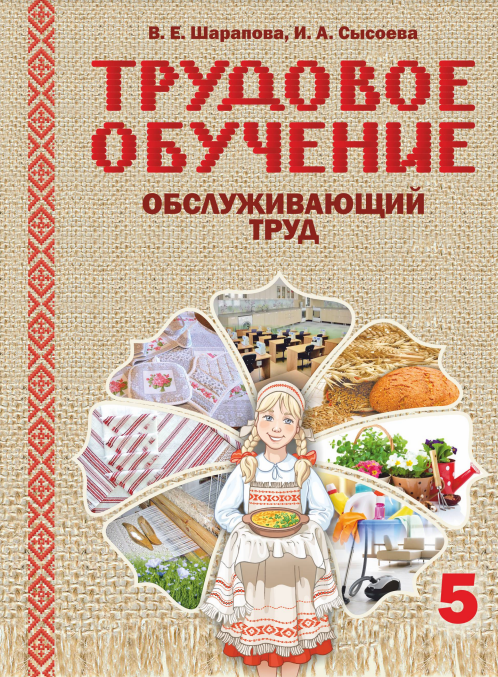 В. Е. Шарапова, И. А. Сысоева
ТРУДОВОЕ
ОБУЧЕНИЕ
ОБСЛУЖИВАЮЩИЙ
ТРУД
5